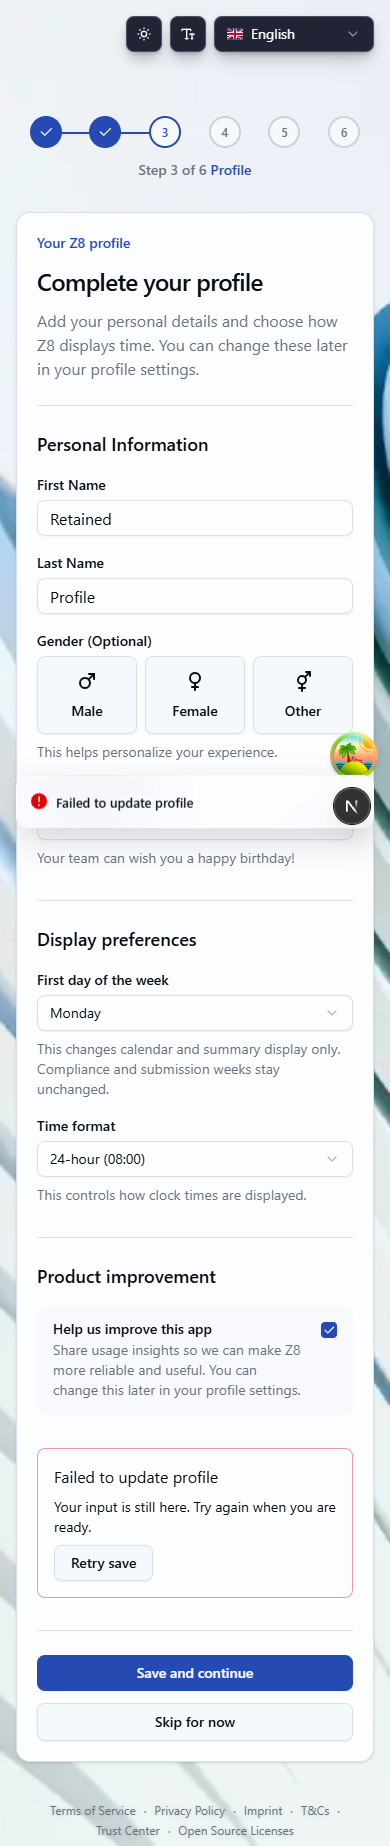 English
3
4
5
6
Step 3 of 6 Profile
Your Z8 profile
Complete your profile
Add your personal details and choose how
Z8 displays time. You can change these later
in your profile settings.
Personal Information
First Name
Retained
Last Name
Profile
Gender (Optional)
Male
Female
Other
This helps personalize your experience.
Failed to update profile
N
Your team can wish you a happy birthday!
Display preferences
First day of the week
Monday
This changes calendar and summary display only.
Compliance and submission weeks stay
unchanged.
Time format
24-hour (08:00)
This controls how clock times are displayed.
Product improvement
Help us improve this app
Share usage insights so we can make Z8
more reliable and useful. You can
change this later in your profile settings.
Failed to update profile
Your input is still here. Try again when you are
ready.
Retry save
Save and continue
Skip for now
Terms of Service · Privacy Policy · Imprint · T&Cs ·
Trust Center · Open Source Licenses